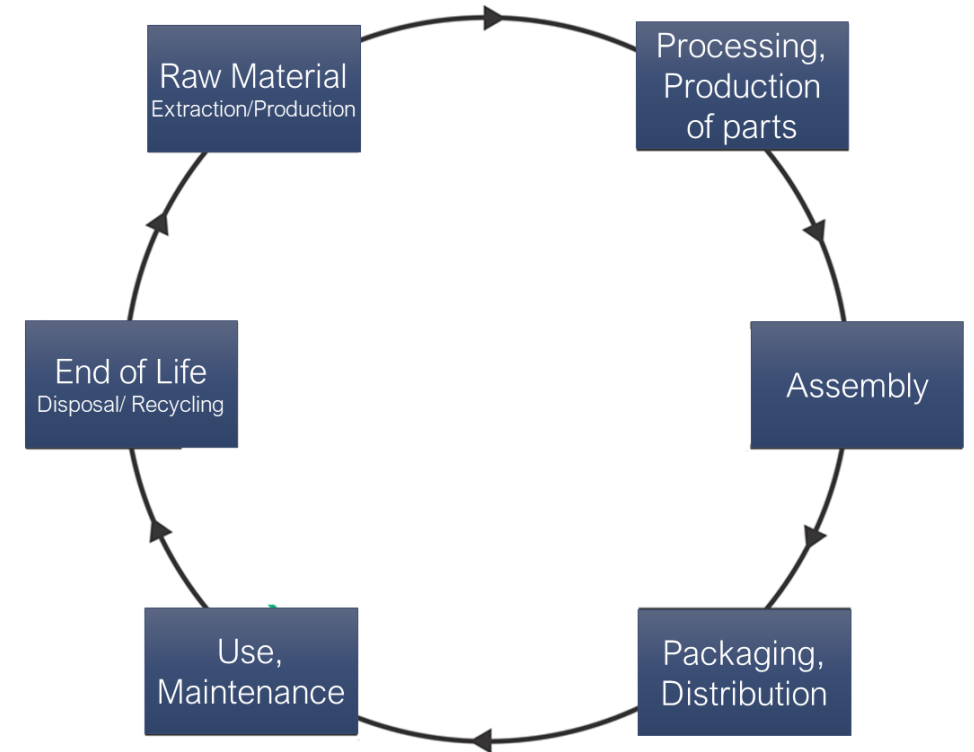 Raw Material
Extraction/Production
Processing,
Production
of parts
Assembly
Packaging,
Distribution
Use,
Maintenance
End of Life
Disposal/ Recycling